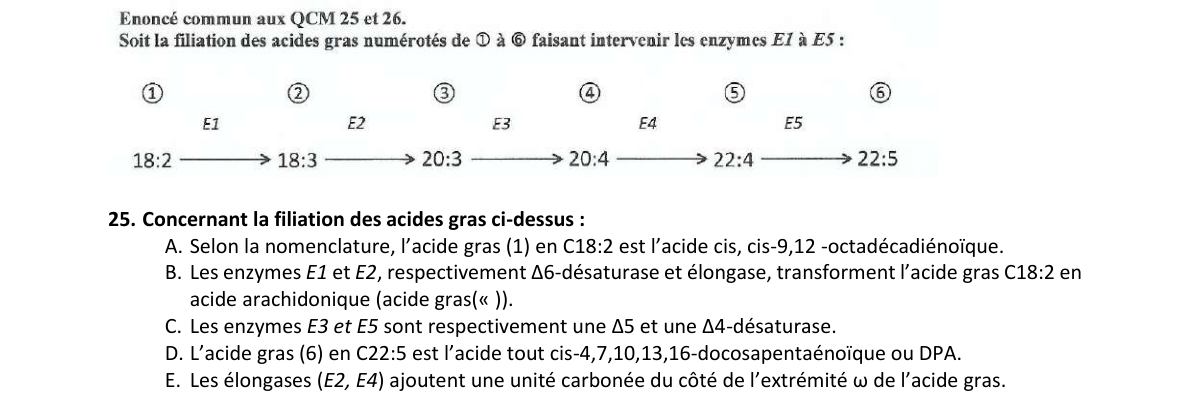 Enoncé commun aux QCM 25 et 26.
Soit la filiation des acides gras numérotés de ① à ⑥ faisant intervenir les enzymes E1 à E5 :
① ② ③ ④ ⑤ ⑥
E1 E2 E3 E4 E5
18:2 → 18:3 → 20:3 → 20:4 → 22:4 → 22:5
25. Concernant la filiation des acides gras ci-dessus :
A. Selon la nomenclature, l’acide gras (1) en C18:2 est l’acide cis, cis-9,12 -octadécadiénoïque.
B. Les enzymes E1 et E2, respectivement Δ6-désaturase et élongase, transforment l’acide gras C18:2 en
acide arachidonique (acide gras(« )).
C. Les enzymes E3 et E5 sont respectivement une Δ5 et une Δ4-désaturase.
D. L’acide gras (6) en C22:5 est l’acide tout cis-4,7,10,13,16-docosapentaénoïque ou DPA.
E. Les élongases (E2, E4) ajoutent une unité carbonée du côté de l’extrémité ω de l’acide gras.